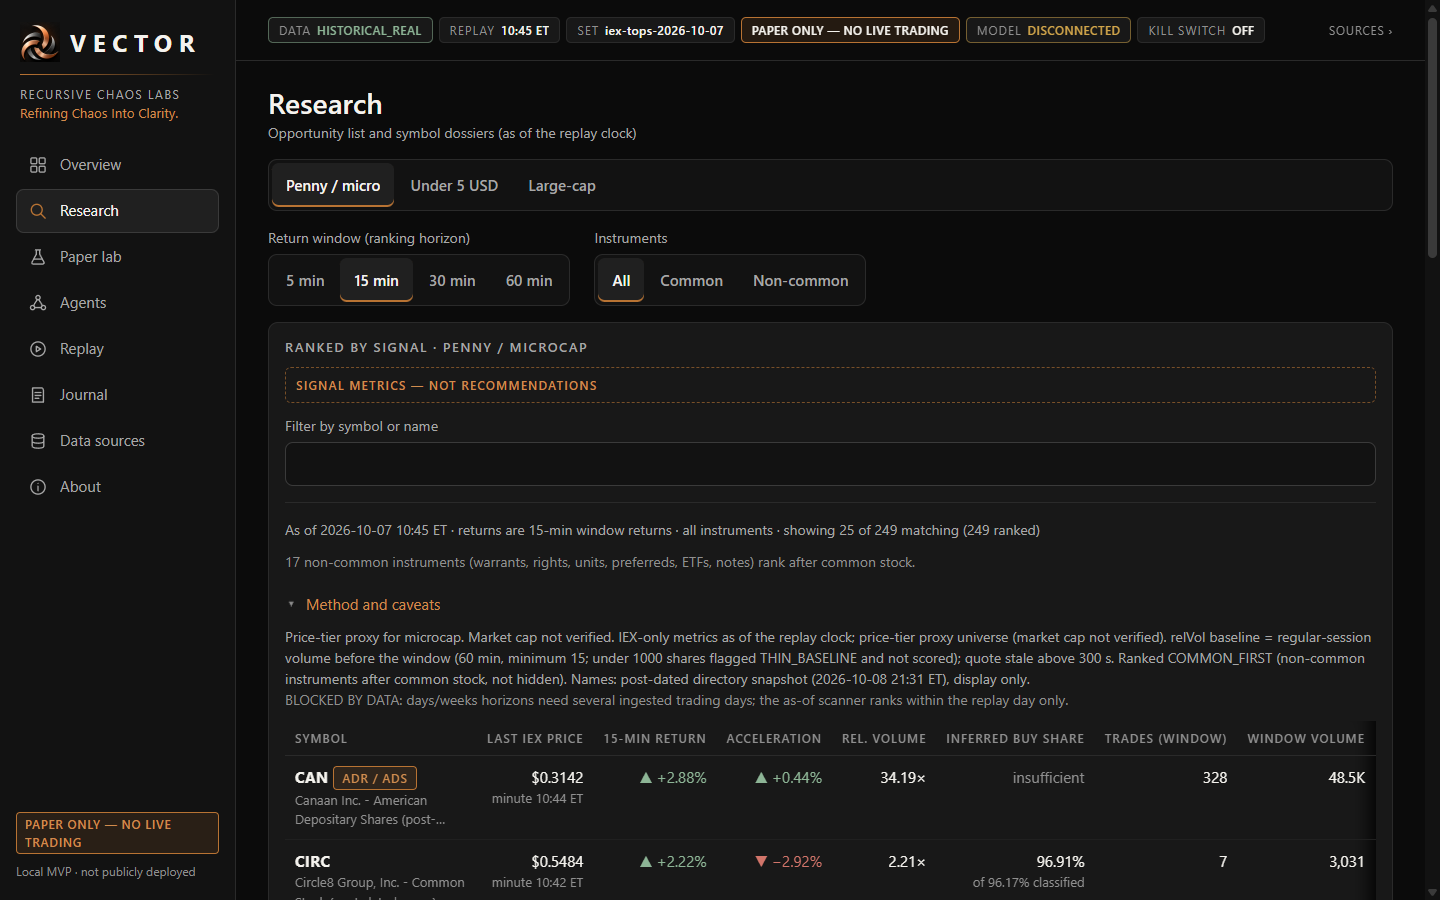 VECTOR
RECURSIVE CHAOS LABS
Refining Chaos Into Clarity.
Overview
Research
Paper lab
Agents
Replay
Journal
Data sources
About
PAPER ONLY — NO LIVE
TRADING
Local MVP · not publicly deployed
DATA HISTORICAL_REAL
REPLAY 10:45 ET
SET iex-tops-2026-10-07
PAPER ONLY — NO LIVE TRADING
MODEL DISCONNECTED
KILL SWITCH OFF
SOURCES ›
Research
Opportunity list and symbol dossiers (as of the replay clock)
Penny / micro
Under 5 USD
Large-cap
Return window (ranking horizon)
5 min
15 min
30 min
60 min
Instruments
All
Common
Non-common
RANKED BY SIGNAL · PENNY / MICROCAP
SIGNAL METRICS — NOT RECOMMENDATIONS
Filter by symbol or name
As of 2026-10-07 10:45 ET · returns are 15-min window returns · all instruments · showing 25 of 249 matching (249 ranked)
17 non-common instruments (warrants, rights, units, preferreds, ETFs, notes) rank after common stock.
▼ Method and caveats
Price-tier proxy for microcap. Market cap not verified. IEX-only metrics as of the replay clock; price-tier proxy universe (market cap not verified). relVol baseline = regular-session
volume before the window (60 min, minimum 15; under 1000 shares flagged THIN_BASELINE and not scored); quote stale above 300 s. Ranked COMMON_FIRST (non-common
instruments after common stock, not hidden). Names: post-dated directory snapshot (2026-10-08 21:31 ET), display only.
BLOCKED BY DATA: days/weeks horizons need several ingested trading days; the as-of scanner ranks within the replay day only.
SYMBOL LAST IEX PRICE 15-MIN RETURN ACCELERATION REL. VOLUME INFERRED BUY SHARE TRADES (WINDOW) WINDOW VOLUME
CAN ADR / ADS $0.3142 ▲ +2.88% ▲ +0.44% 34.19× insufficient 328 48.5K
Canaan Inc. - American minute 10:44 ET
Depositary Shares (post-...
CIRC $0.5484 ▲ +2.22% ▼ −2.92% 2.21× 96.91% 7 3,031
Circle8 Group, Inc. - Common minute 10:42 ET of 96.17% classified